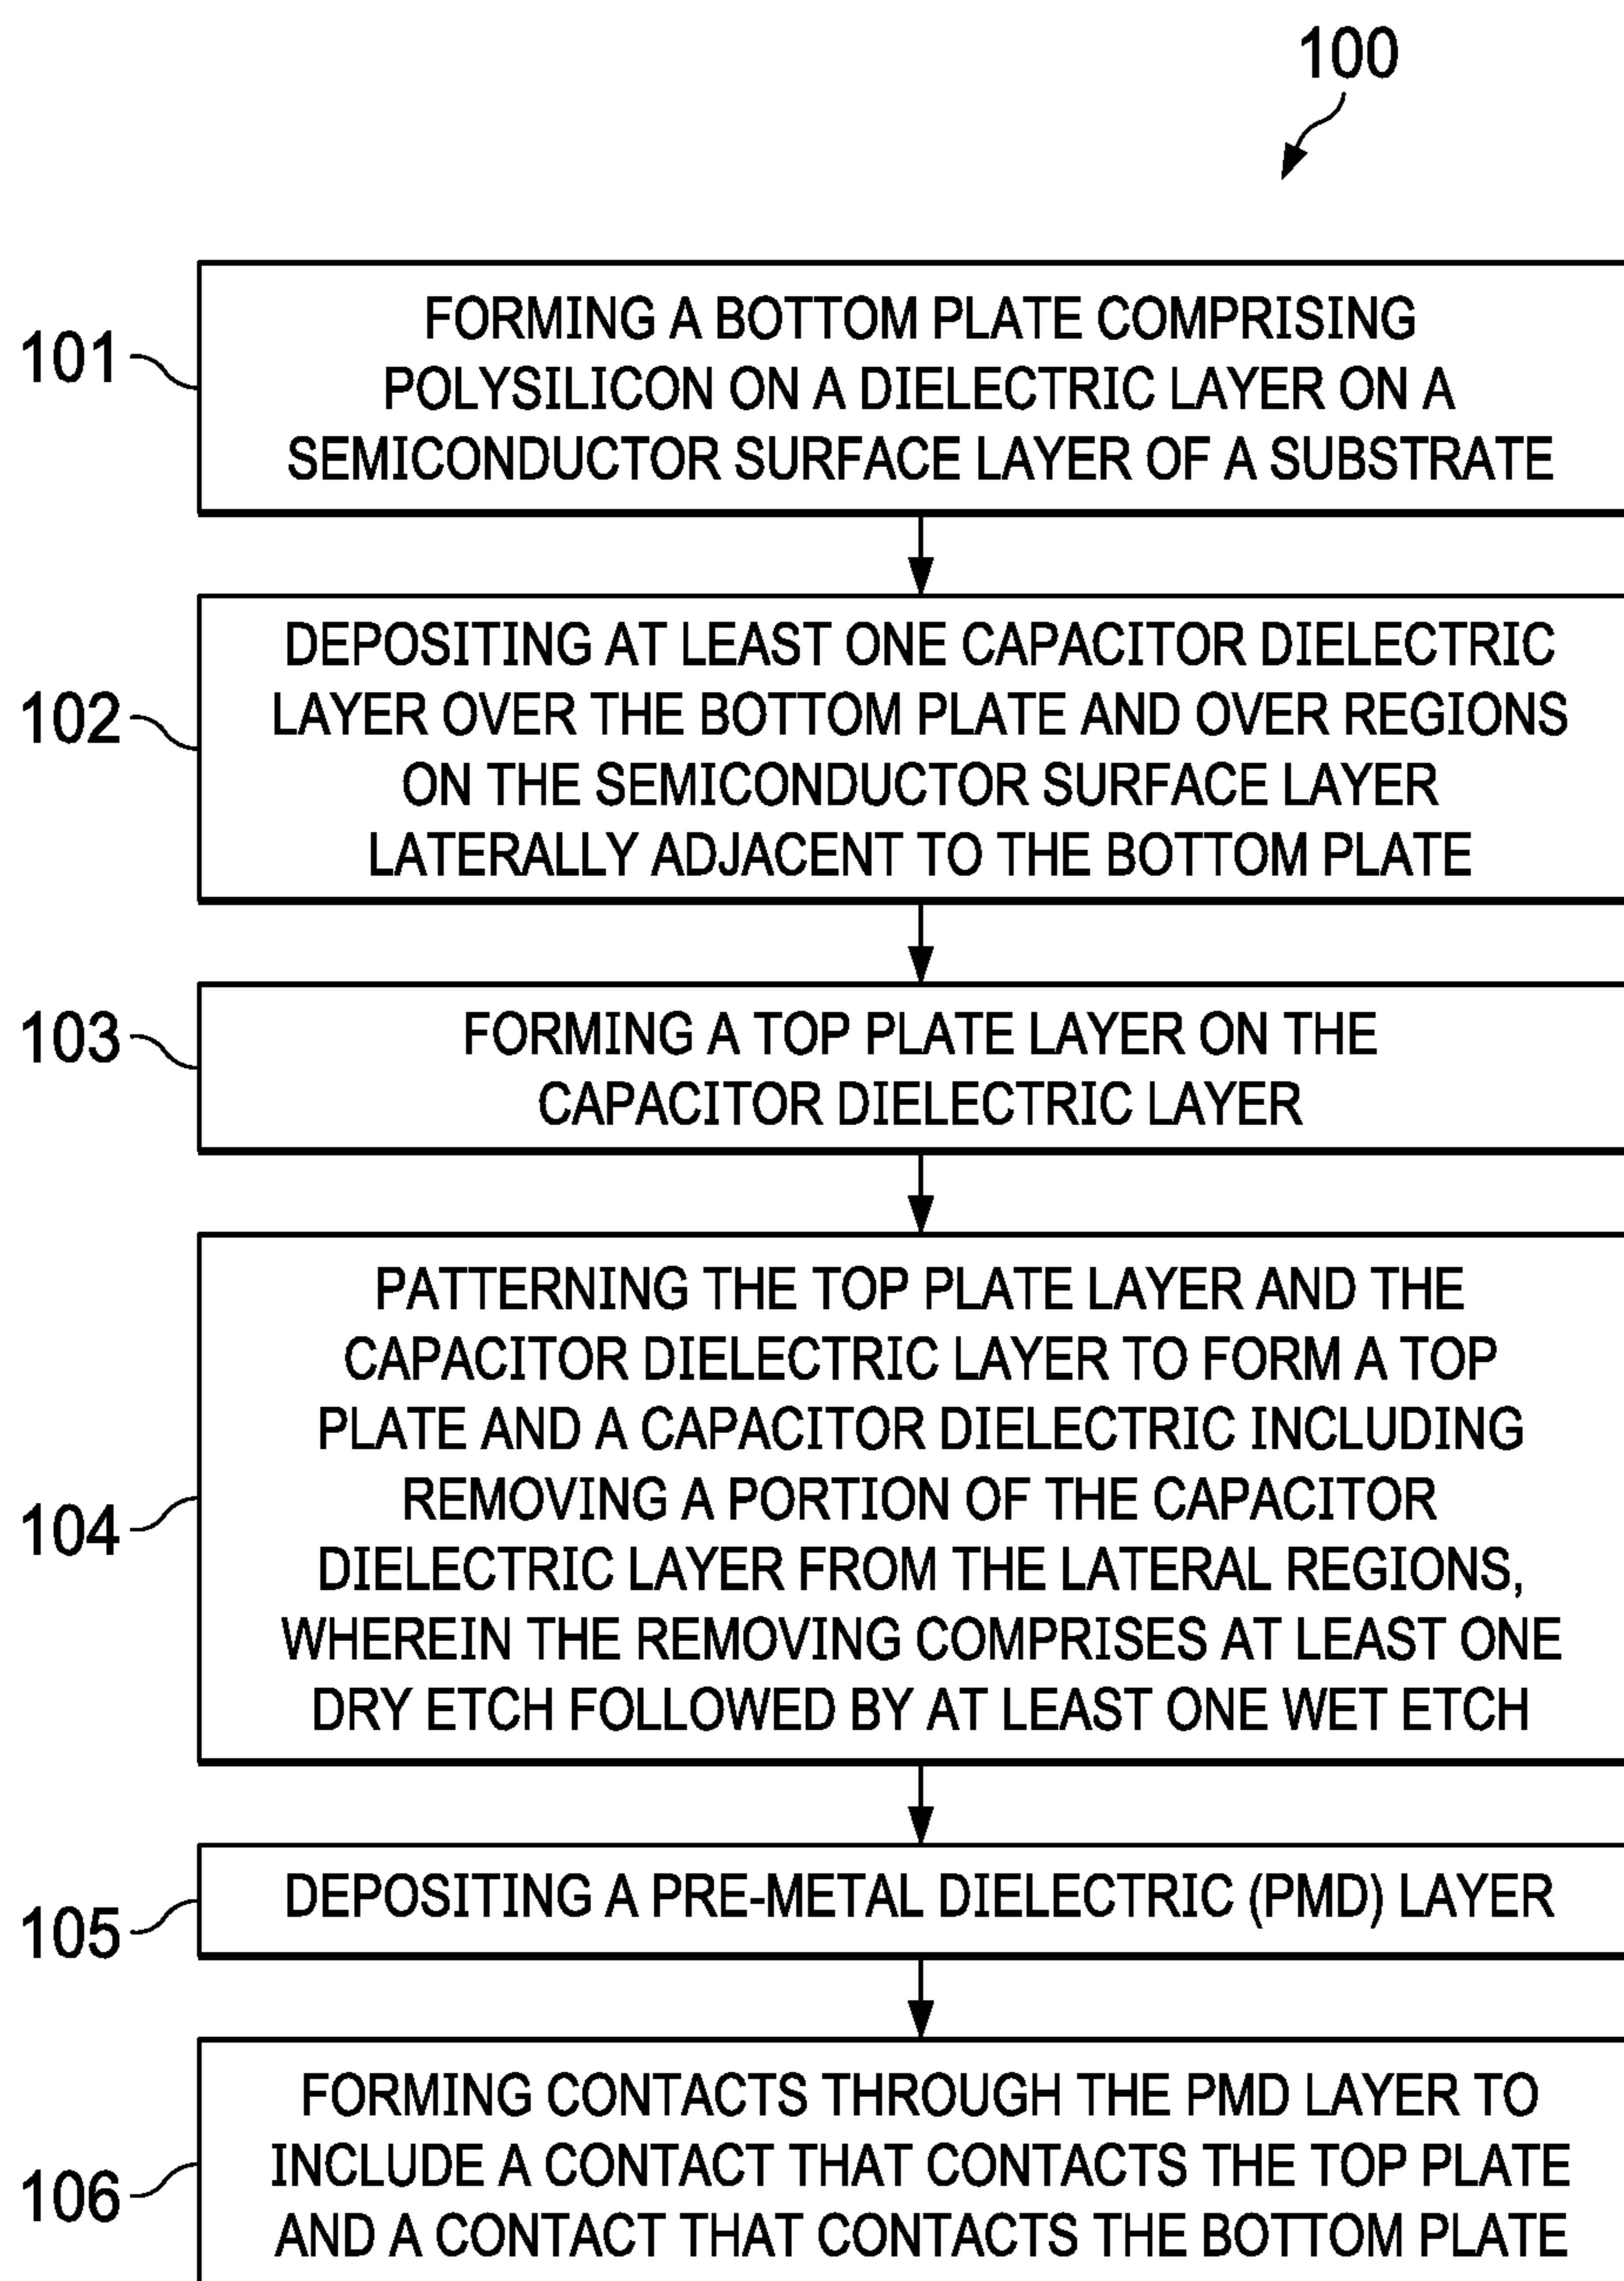 100
101
FORMING A BOTTOM PLATE COMPRISING
POLYSILICON ON A DIELECTRIC LAYER ON A
SEMICONDUCTOR SURFACE LAYER OF A SUBSTRATE
102
DEPOSITING AT LEAST ONE CAPACITOR DIELECTRIC
LAYER OVER THE BOTTOM PLATE AND OVER REGIONS
ON THE SEMICONDUCTOR SURFACE LAYER
LATERALLY ADJACENT TO THE BOTTOM PLATE
103
FORMING A TOP PLATE LAYER ON THE
CAPACITOR DIELECTRIC LAYER
104
PATTERNING THE TOP PLATE LAYER AND THE
CAPACITOR DIELECTRIC LAYER TO FORM A TOP
PLATE AND A CAPACITOR DIELECTRIC INCLUDING
REMOVING A PORTION OF THE CAPACITOR
DIELECTRIC LAYER FROM THE LATERAL REGIONS,
WHEREIN THE REMOVING COMPRISES AT LEAST ONE
DRY ETCH FOLLOWED BY AT LEAST ONE WET ETCH
105
DEPOSITING A PRE-METAL DIELECTRIC (PMD) LAYER
106
FORMING CONTACTS THROUGH THE PMD LAYER TO
INCLUDE A CONTACT THAT CONTACTS THE TOP PLATE
AND A CONTACT THAT CONTACTS THE BOTTOM PLATE